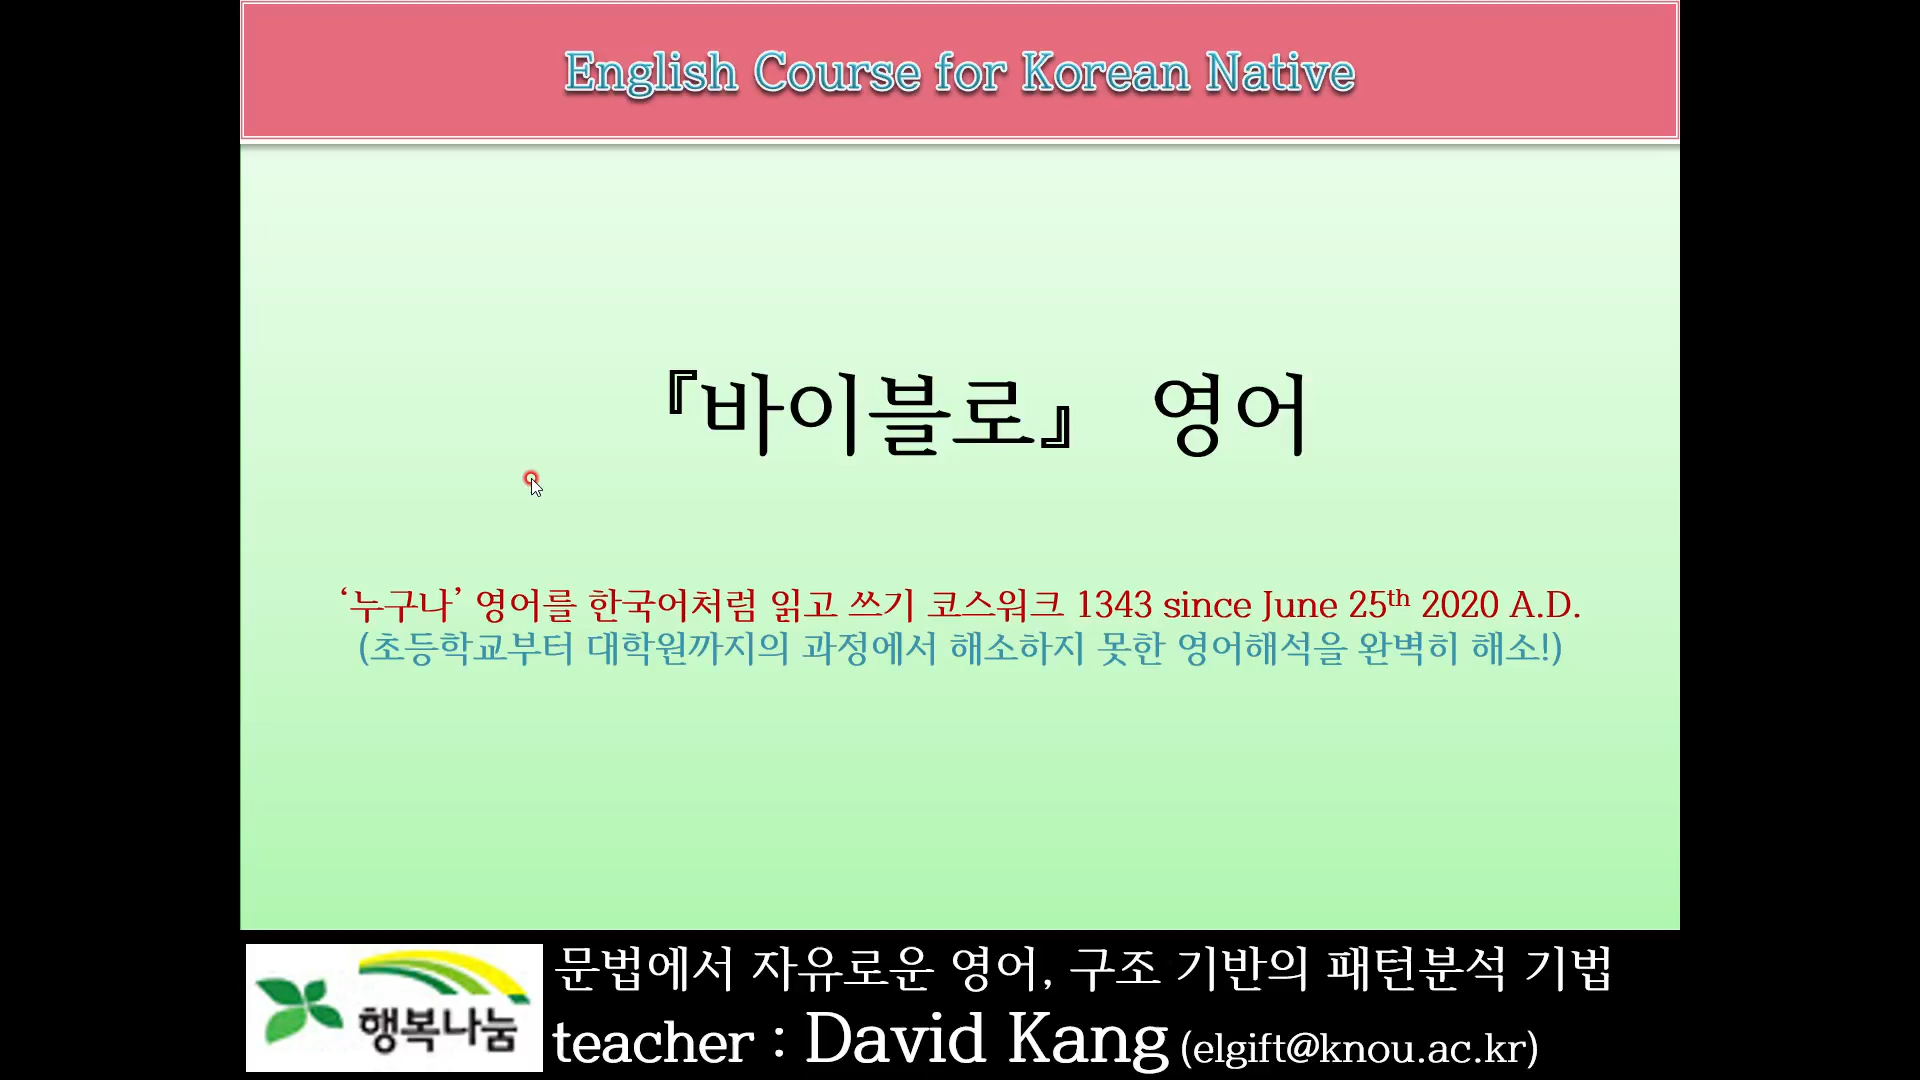 English Course for Korean Native
『바이블로』 영어
‘누구나’ 영어를 한국어처럼 읽고 쓰기 코스워크 1343 since June 25th 2020 A.D.
(초등학교부터 대학원까지의 과정에서 해소하지 못한 영어해석을 완벽히 해소!)
행복나눔
문법에서 자유로운 영어, 구조 기반의 패턴분석 기법
teacher : David Kang (elgift@knou.ac.kr)